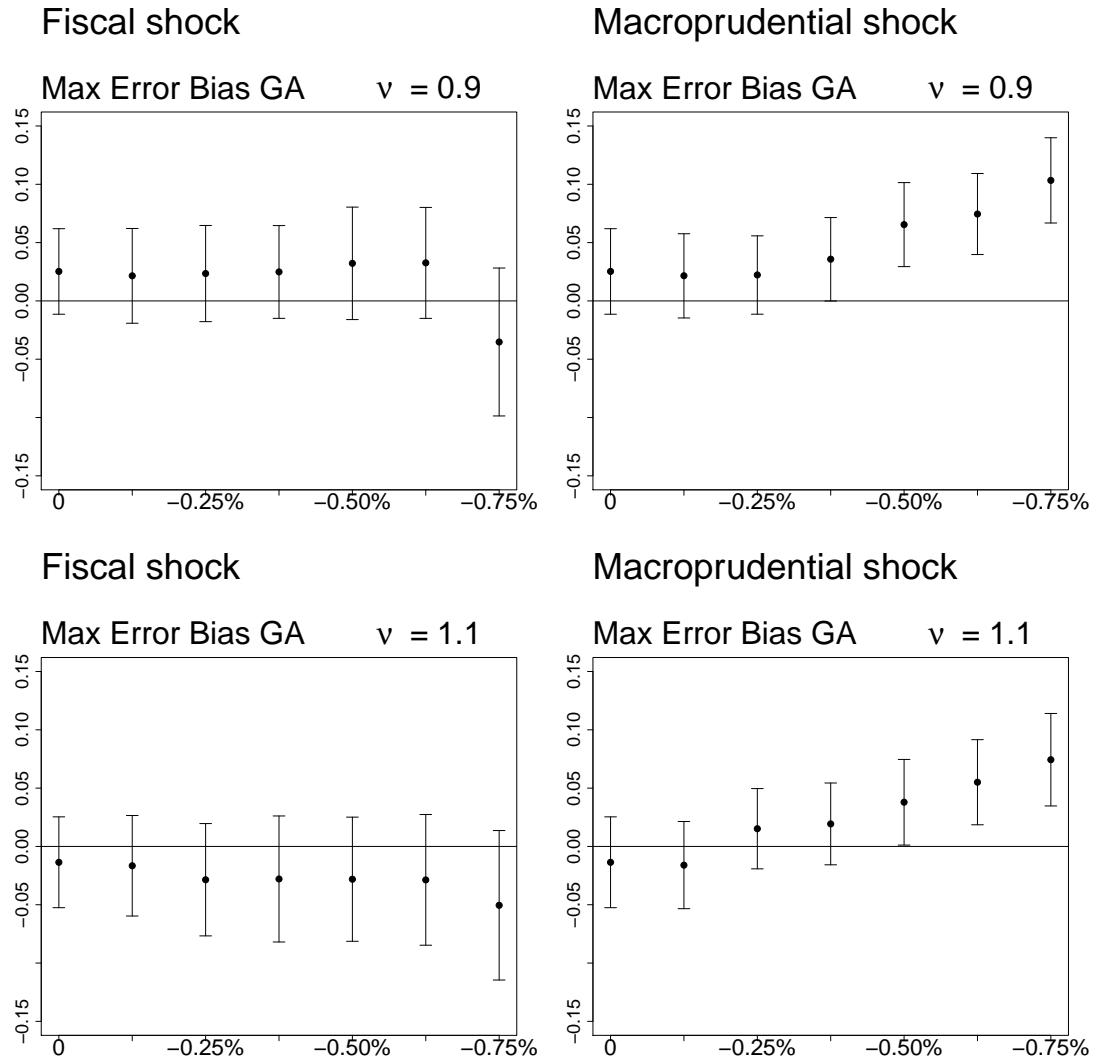 Fiscal shock
Macroprudential shock
Max Error Bias GA ν = 0.9
Max Error Bias GA ν = 0.9
0.15
0.10
0.05
0.00
−0.05
−0.15
0 −0.25% −0.50% −0.75%
0.15
0.10
0.05
0.00
−0.05
−0.15
0 −0.25% −0.50% −0.75%
Fiscal shock
Macroprudential shock
Max Error Bias GA ν = 1.1
Max Error Bias GA ν = 1.1
0.15
0.10
0.05
0.00
−0.05
−0.15
0 −0.25% −0.50% −0.75%
0.15
0.10
0.05
0.00
−0.05
−0.15
0 −0.25% −0.50% −0.75%